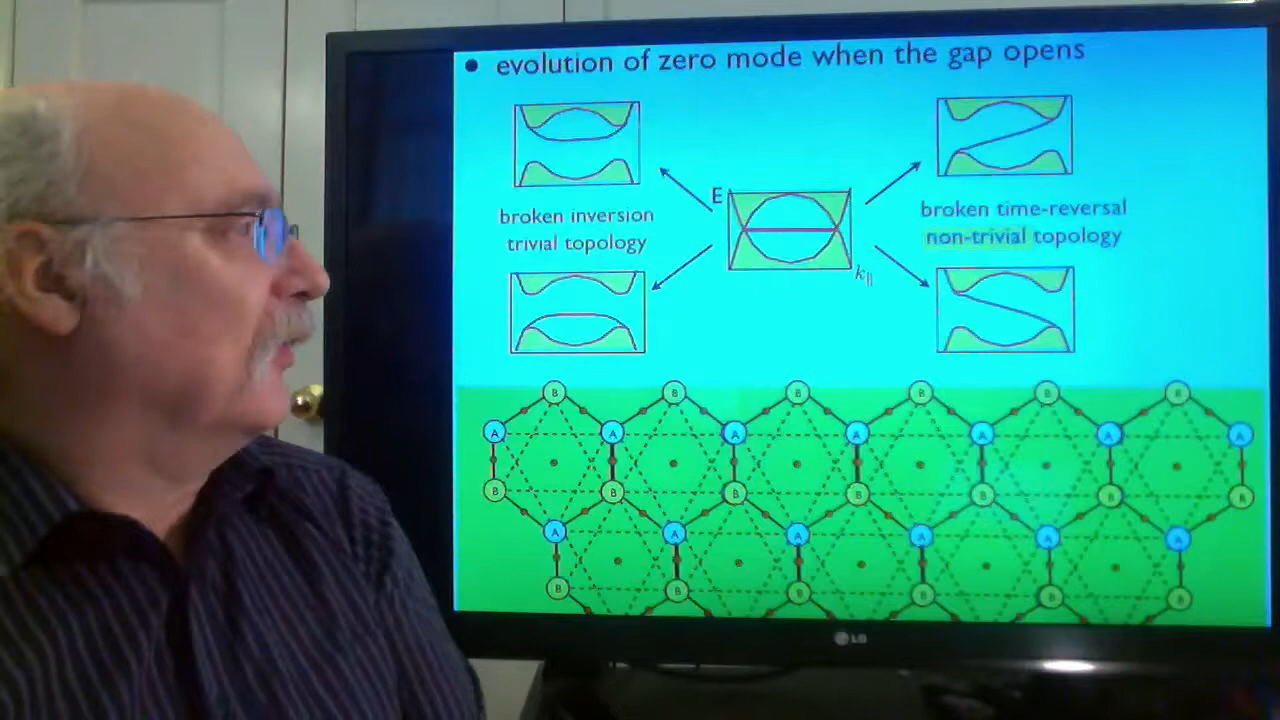 • evolution of zero mode when the gap opens
E
broken inversion
trivial topology
k||
broken time-reversal
non-trivial topology
B B B B B B
A A A A A A A
B B B B B B B
A A A A A A
B B B B B B
LG